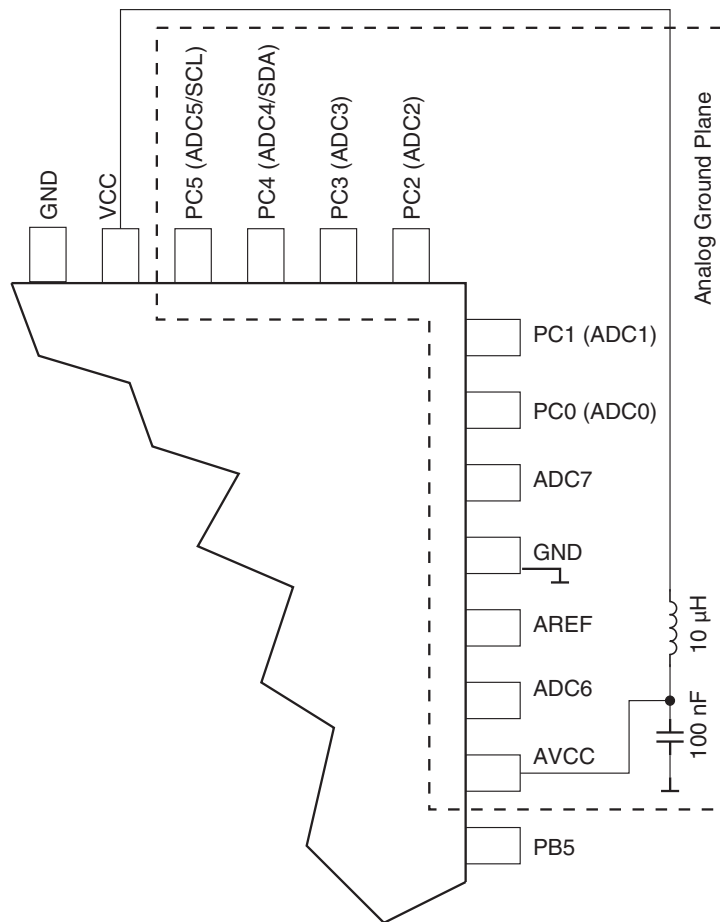 GND
VCC
PC5 (ADC5/SCL)
PC4 (ADC4/SDA)
PC3 (ADC3)
PC2 (ADC2)
Analog Ground Plane
PC1 (ADC1)
PC0 (ADC0)
ADC7
GND
AREF
ADC6
AVCC
PB5
10 µH
100 nF